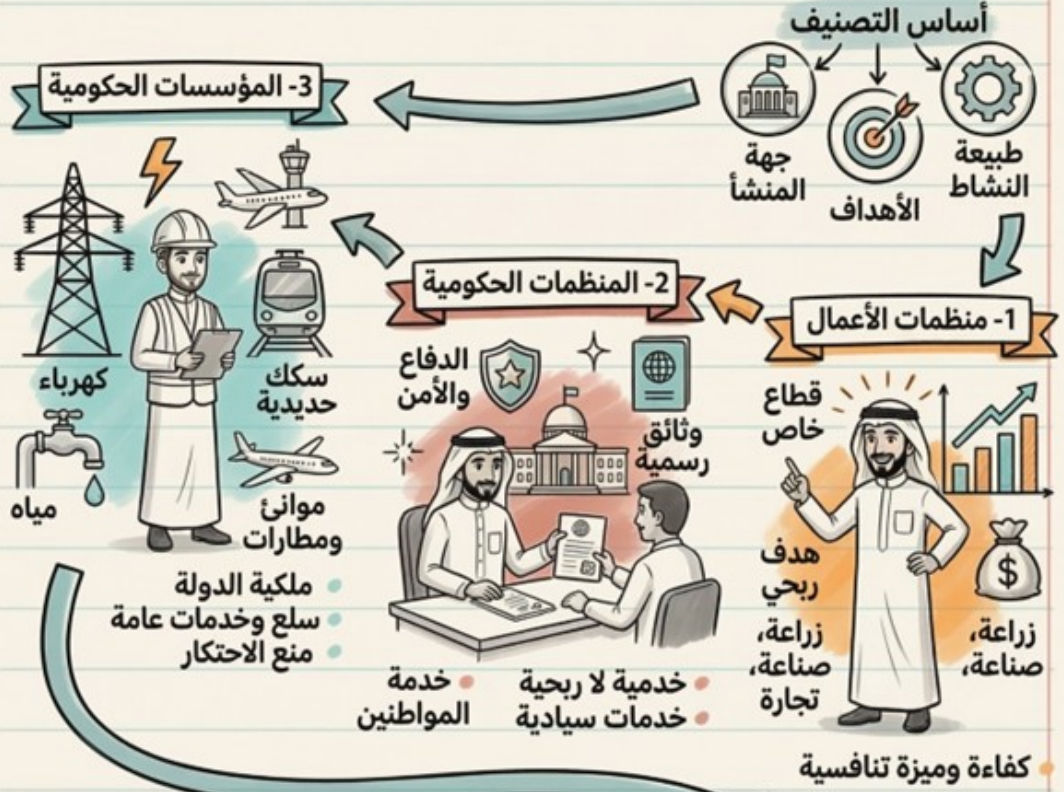 أساس التصنيف
طبيعة
النشاط
الأهداف
جهة
المنشأ
1- منظمات الأعمال
قطاع
خاص
هدف
ربحي
زراعة،
صناعة،
تجارة
زراعة،
صناعة،
$
كفاءة وميزة تنافسية
2- المنظمات الحكومية
الدفاع
والأمن
وثائق
رسمية
خدمية لا ربحية
خدمات سيادية
خدمة
المواطنين
3- المؤسسات الحكومية
كهرباء
سكك
حديدية
مياه
موانئ
ومطارات
ملكية الدولة
سلع وخدمات عامة
منع الاحتكار